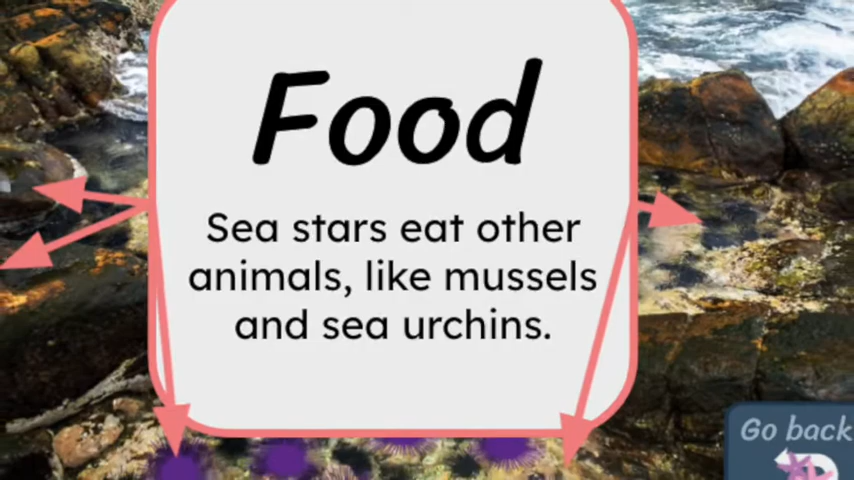 Food
Sea stars eat other
animals, like mussels
and sea urchins.
Go back